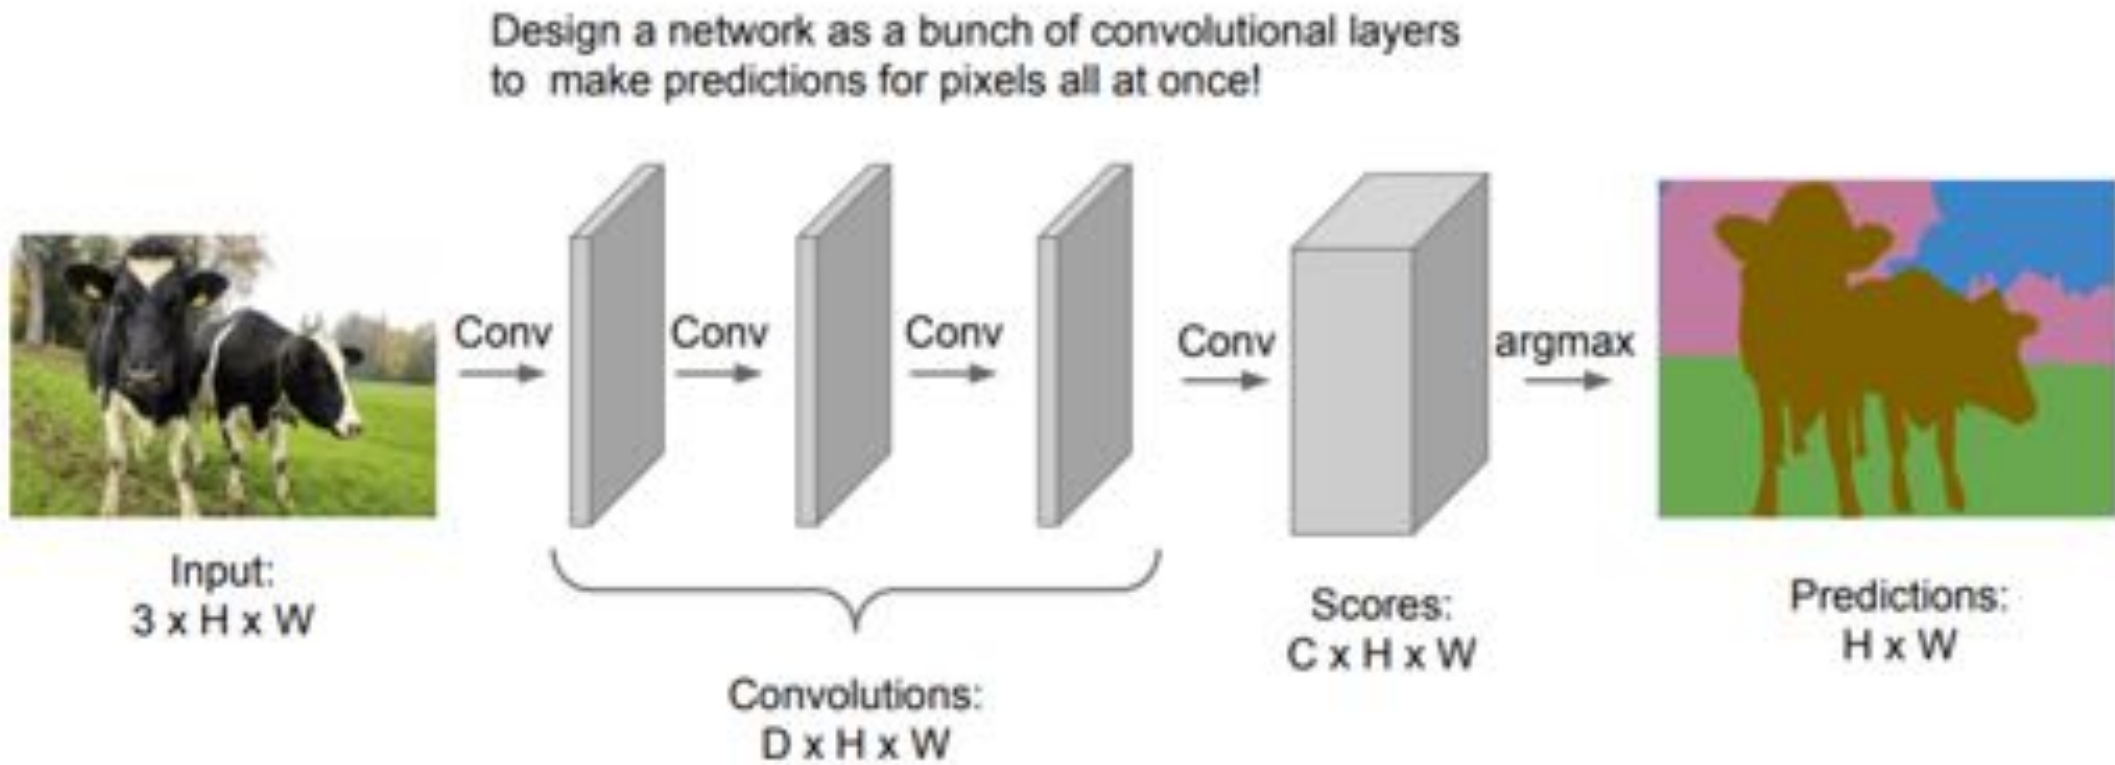 Design a network as a bunch of convolutional layers
to make predictions for pixels all at once!
Conv
Conv
Conv
Conv
argmax
Input:
3 x H x W
Convolutions:
D x H x W
Scores:
C x H x W
Predictions:
H x W